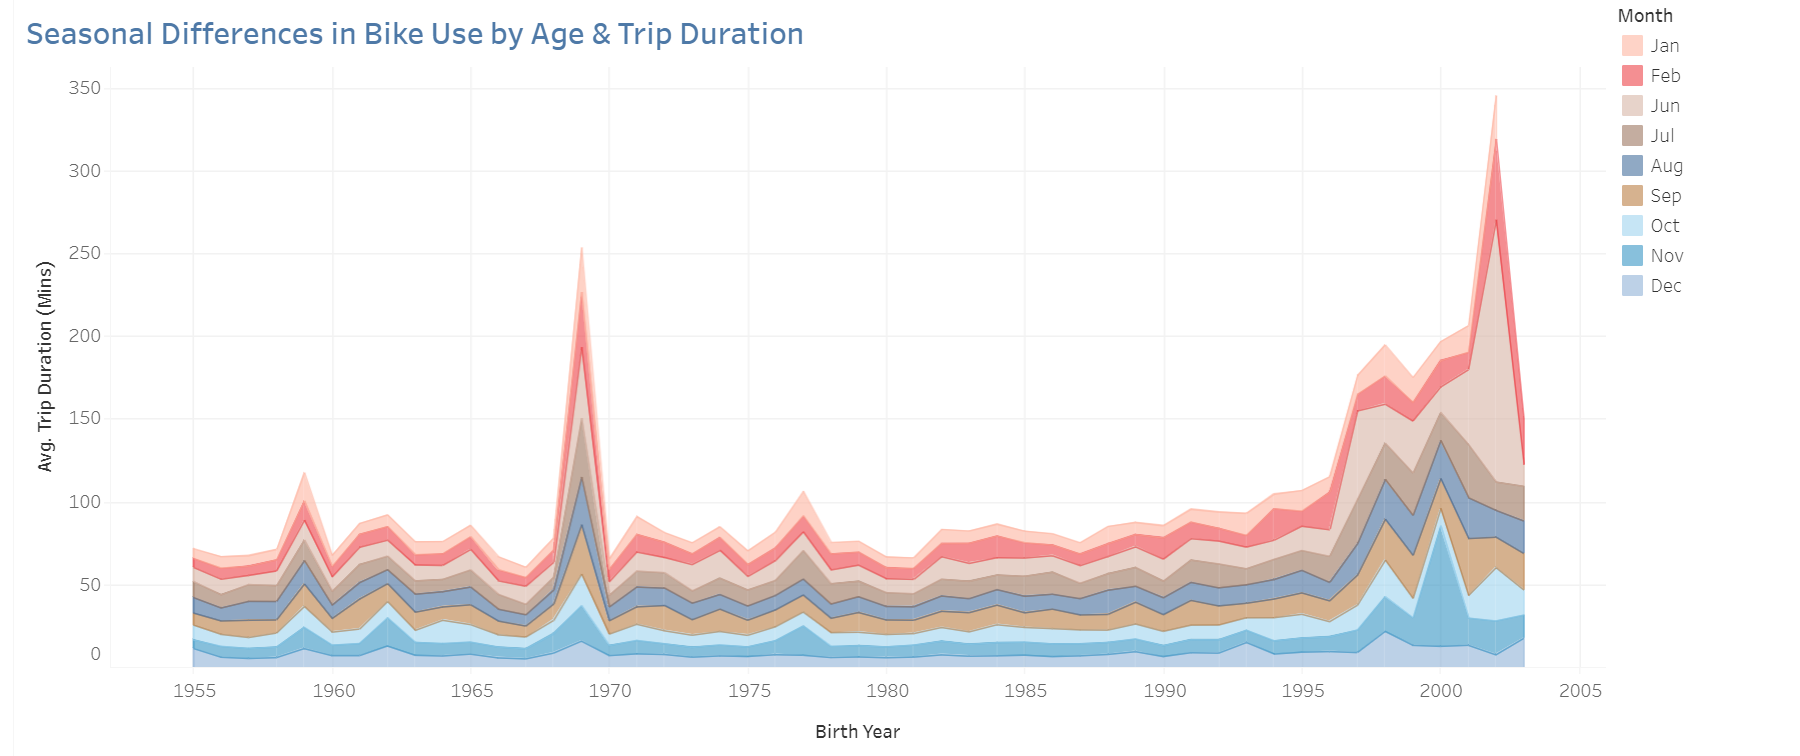 Seasonal Differences in Bike Use by Age & Trip Duration
Month
Jan
Feb
Jun
Jul
Aug
Sep
Oct
Nov
Dec
Avg. Trip Duration (Mins)
350
300
250
200
150
100
50
0
1955 1960 1965 1970 1975 1980 1985 1990 1995 2000 2005
Birth Year